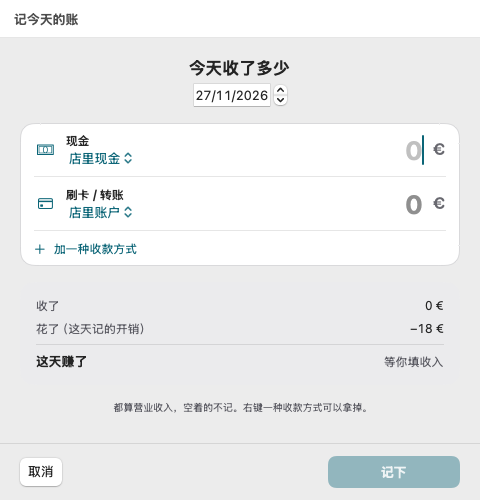 记今天的账
今天收了多少
27/11/2026
现金
店里现金
0 €
刷卡 / 转账
店里账户
0 €
+ 加一种收款方式
收了 0 €
花了（这天记的开销） −18 €
这天赚了 等你填收入
都算营业收入，空着的不记。右键一种收款方式可以拿掉。
取消 记下